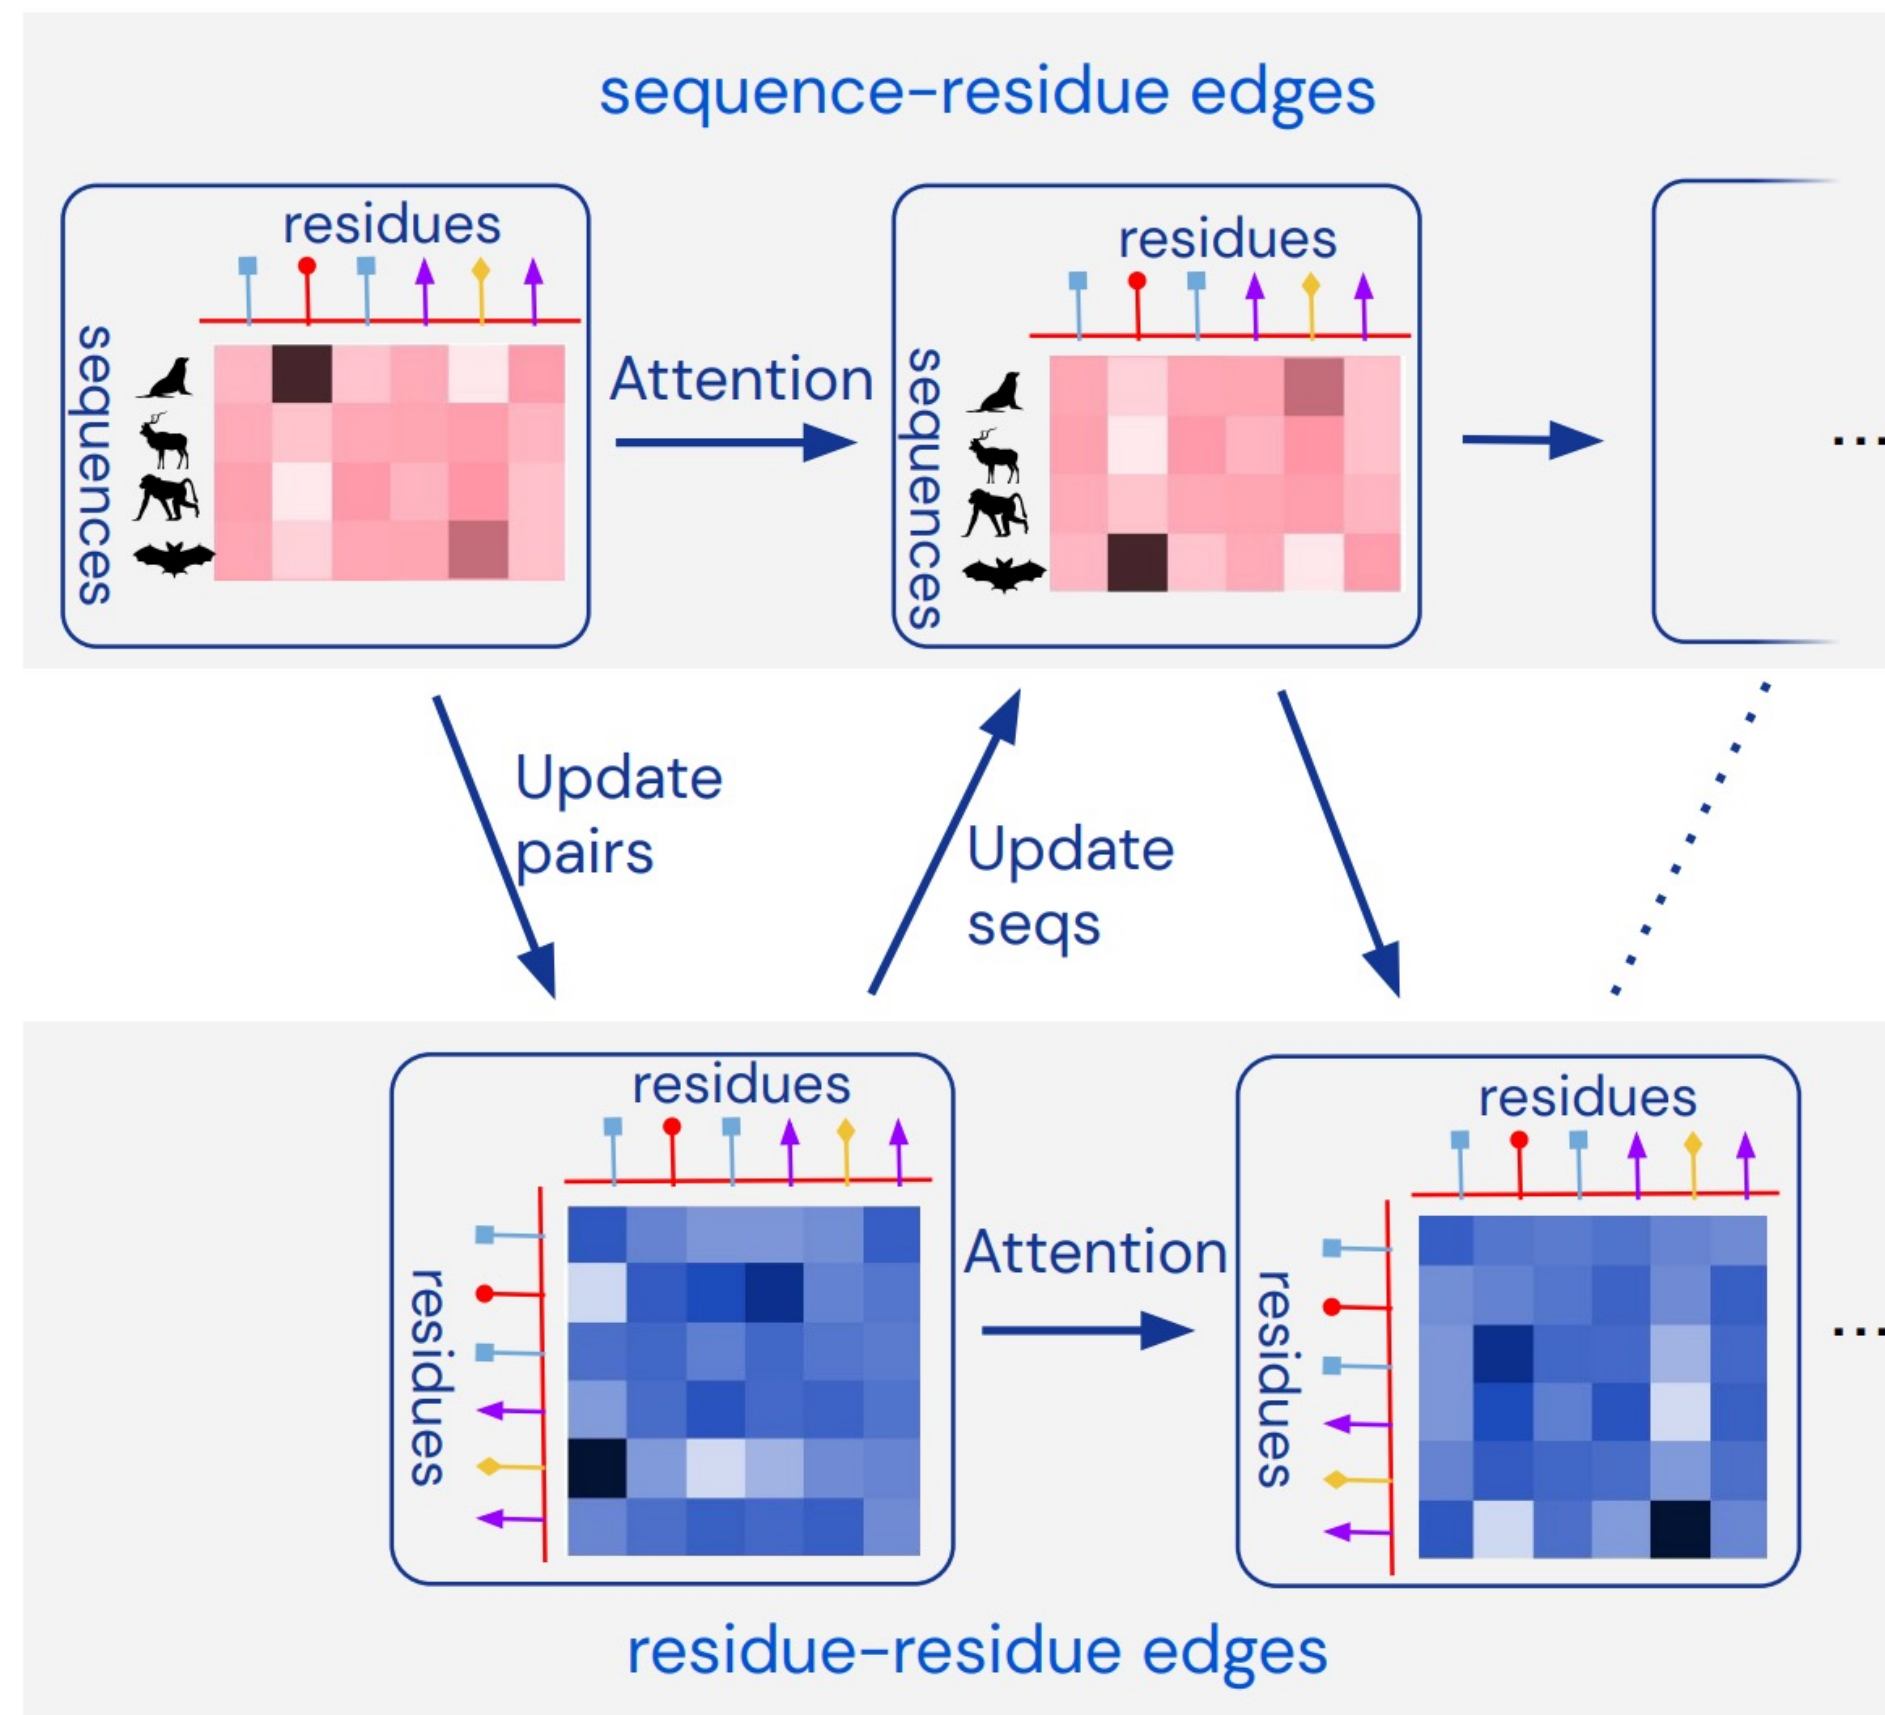 sequence-residue edges
residues
sequences
Attention
residues
sequences
...
Update
pairs
Update
seqs
residues
residues
Attention
residues
residues
...
residue-residue edges